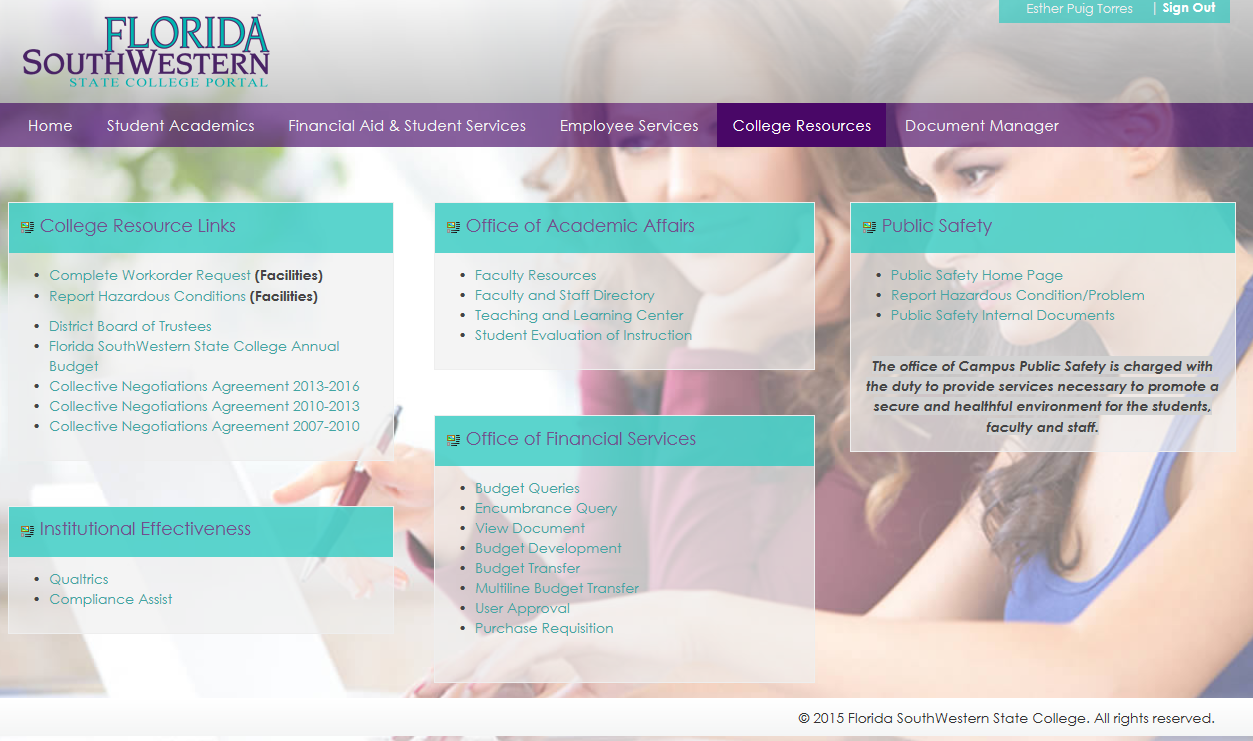 Esther Puig Torres | Sign Out
FLORIDA
SOUTHWESTERN
STATE COLLEGE PORTAL
Home Student Academics Financial Aid & Student Services Employee Services College Resources Document Manager
College Resource Links
• Complete Workorder Request (Facilities)
• Report Hazardous Conditions (Facilities)
• District Board of Trustees
• Florida SouthWestern State College Annual
Budget
• Collective Negotiations Agreement 2013-2016
• Collective Negotiations Agreement 2010-2013
• Collective Negotiations Agreement 2007-2010
Institutional Effectiveness
• Qualtrics
• Compliance Assist
Office of Academic Affairs
• Faculty Resources
• Faculty and Staff Directory
• Teaching and Learning Center
• Student Evaluation of Instruction
Office of Financial Services
• Budget Queries
• Encumbrance Query
• View Document
• Budget Development
• Budget Transfer
• Multiline Budget Transfer
• User Approval
• Purchase Requisition
Public Safety
• Public Safety Home Page
• Report Hazardous Condition/Problem
• Public Safety Internal Documents
The office of Campus Public Safety is charged with
the duty to provide services necessary to promote a
secure and healthful environment for the students,
faculty and staff.
© 2015 Florida SouthWestern State College. All rights reserved.